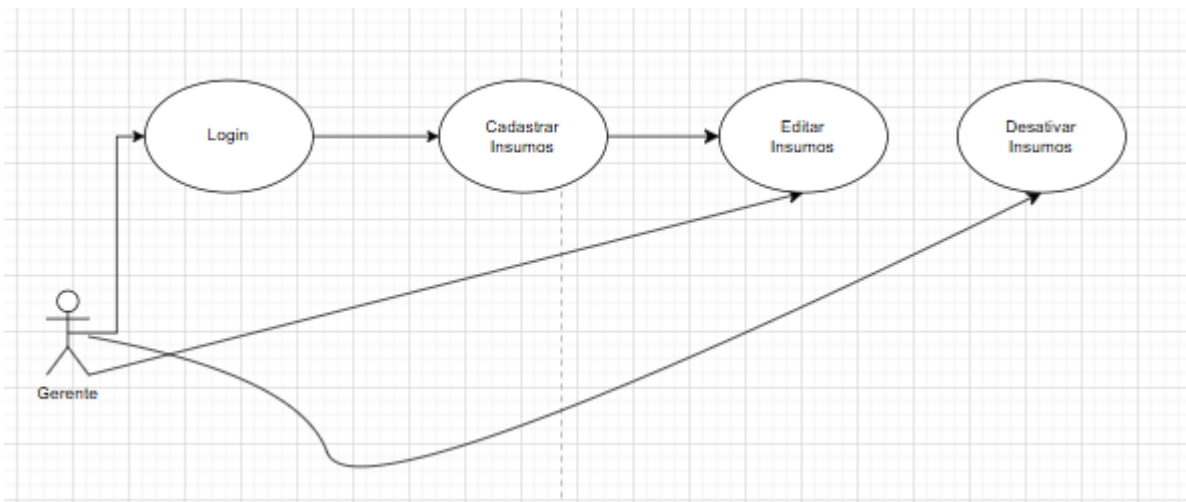 Login
Cadastrar
Insumos
Editar
Insumos
Desativar
Insumos
Gerente